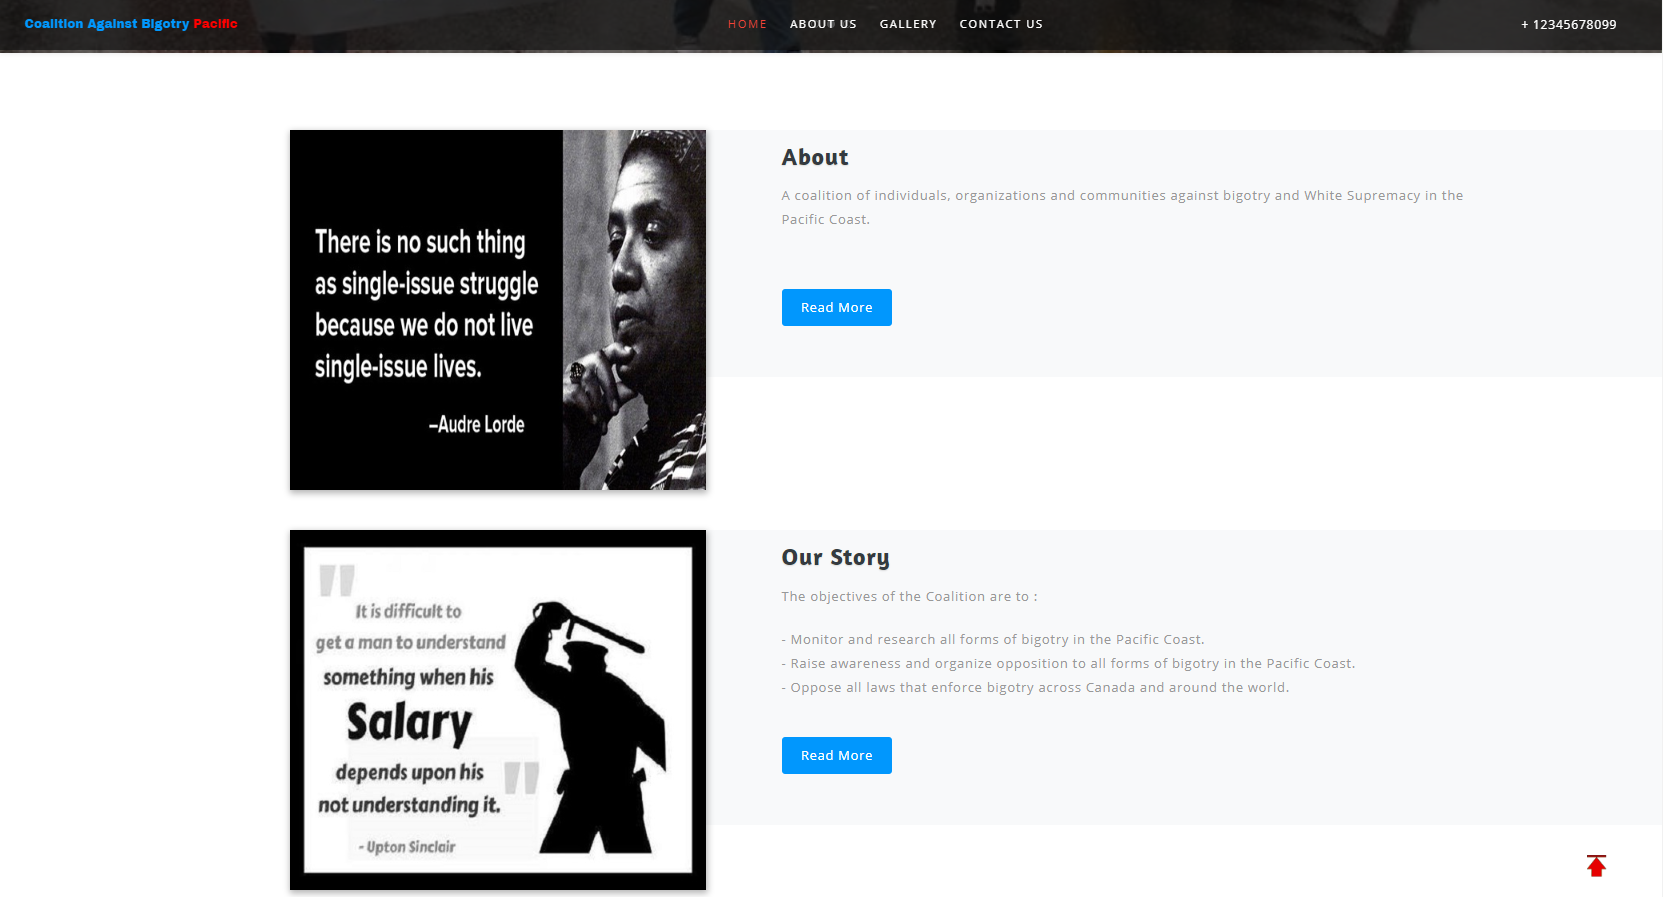 Coalition Against Bigotry Pacific
HOME ABOUT US GALLERY CONTACT US
+ 12345678099
There is no such thing
as single-issue struggle
because we do not live
single-issue lives.
–Audre Lorde
About
A coalition of individuals, organizations and communities against bigotry and White Supremacy in the
Pacific Coast.
Read More
"
It is difficult to
get a man to understand
something when his
Salary
depends upon his
not understanding it.
"
- Upton Sinclair
Our Story
The objectives of the Coalition are to :
- Monitor and research all forms of bigotry in the Pacific Coast.
- Raise awareness and organize opposition to all forms of bigotry in the Pacific Coast.
- Oppose all laws that enforce bigotry across Canada and around the world.
Read More